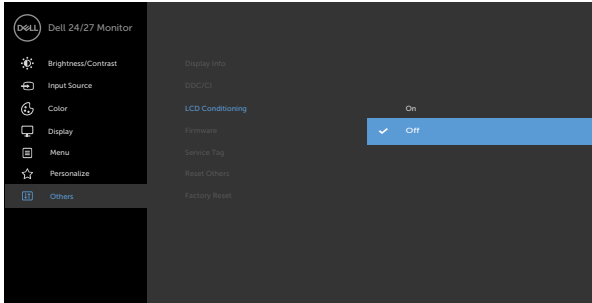 DELL Dell 24/27 Monitor
Brightness/Contrast Display Info
Input Source DDC/CI
Color LCD Conditioning On
Display Firmware Off
Menu Service Tag
Personalize Reset Others
Others Factory Reset